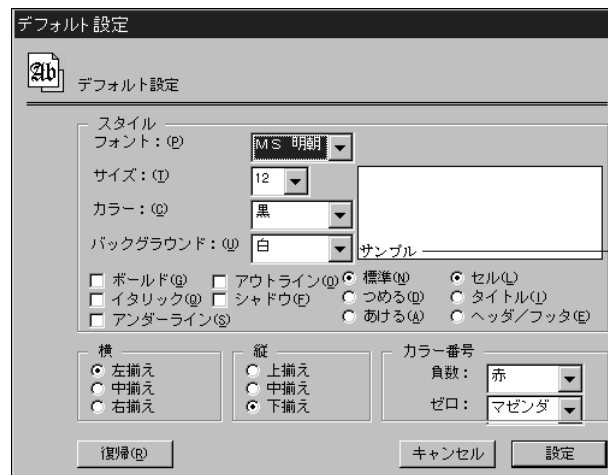 デフォルト設定
Ab
デフォルト設定
スタイル
フォント：(P) MS 明朝
サイズ：(T) 12
カラー：(C) 黒
バックグラウンド：(U) 白
サンプル
ボールド(G) アウトライン(O) 標準(N) セル(L)
イタリック(Q) シャドウ(F) つめる(D) タイトル(I)
アンダーライン(S) あける(A) ヘッダ/フッタ(E)
横 縦 カラー番号
左揃え 上揃え 負数： 赤
中揃え 中揃え
右揃え 下揃え ゼロ： マゼンダ
復帰(R) キャンセル 設定